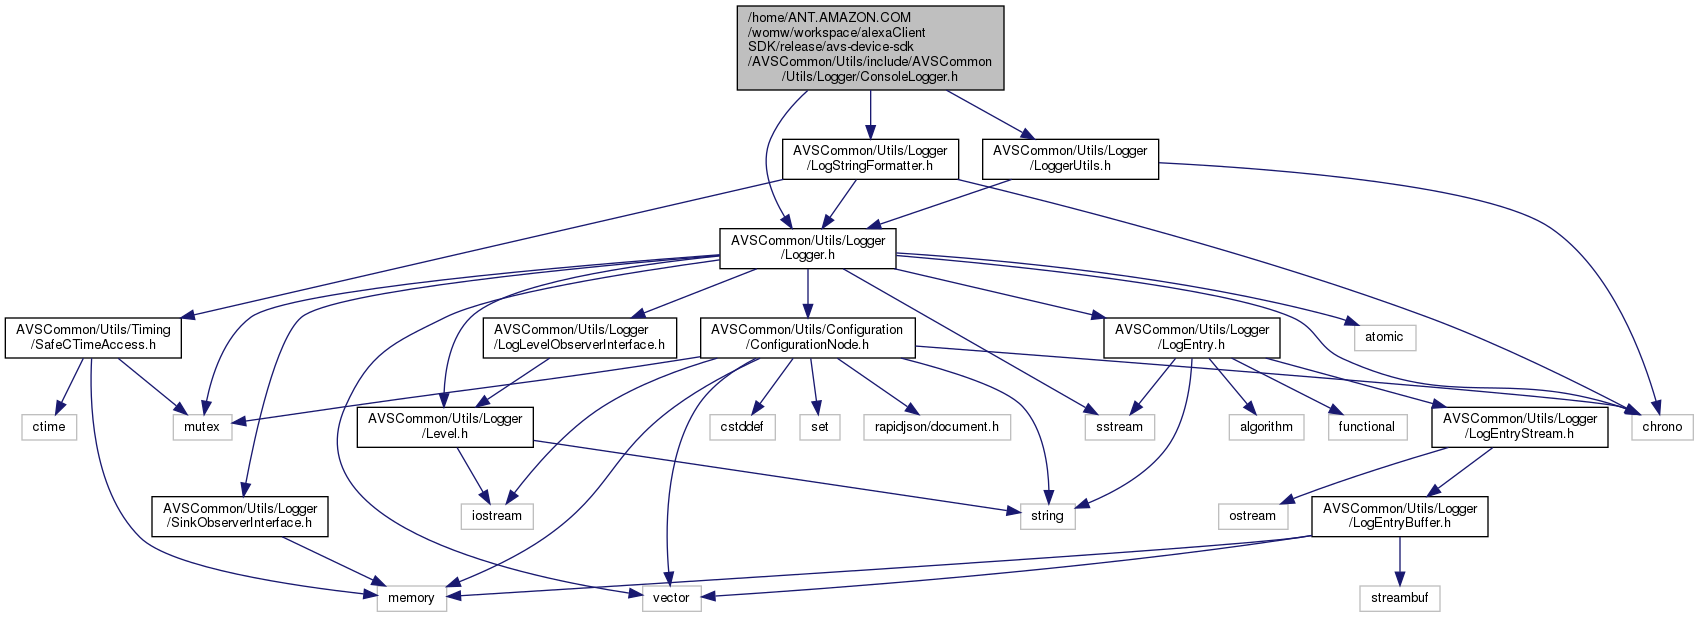 /home/ANT.AMAZON.COM
/womw/workspace/alexaClient
SDK/release/avs-device-sdk
/AVSCommon/Utils/include/AVSCommon
/Utils/Logger/ConsoleLogger.h
AVSCommon/Utils/Logger
/LogStringFormatter.h
AVSCommon/Utils/Logger
/LoggerUtils.h
AVSCommon/Utils/Logger
/Logger.h
AVSCommon/Utils/Timing
/SafeCTimeAccess.h
AVSCommon/Utils/Logger
/LogLevelObserverInterface.h
AVSCommon/Utils/Configuration
/ConfigurationNode.h
AVSCommon/Utils/Logger
/LogEntry.h
atomic
ctime
mutex
AVSCommon/Utils/Logger
/Level.h
cstddef
set
rapidjson/document.h
sstream
algorithm
functional
AVSCommon/Utils/Logger
/LogEntryStream.h
chrono
AVSCommon/Utils/Logger
/SinkObserverInterface.h
iostream
string
ostream
AVSCommon/Utils/Logger
/LogEntryBuffer.h
memory
vector
streambuf